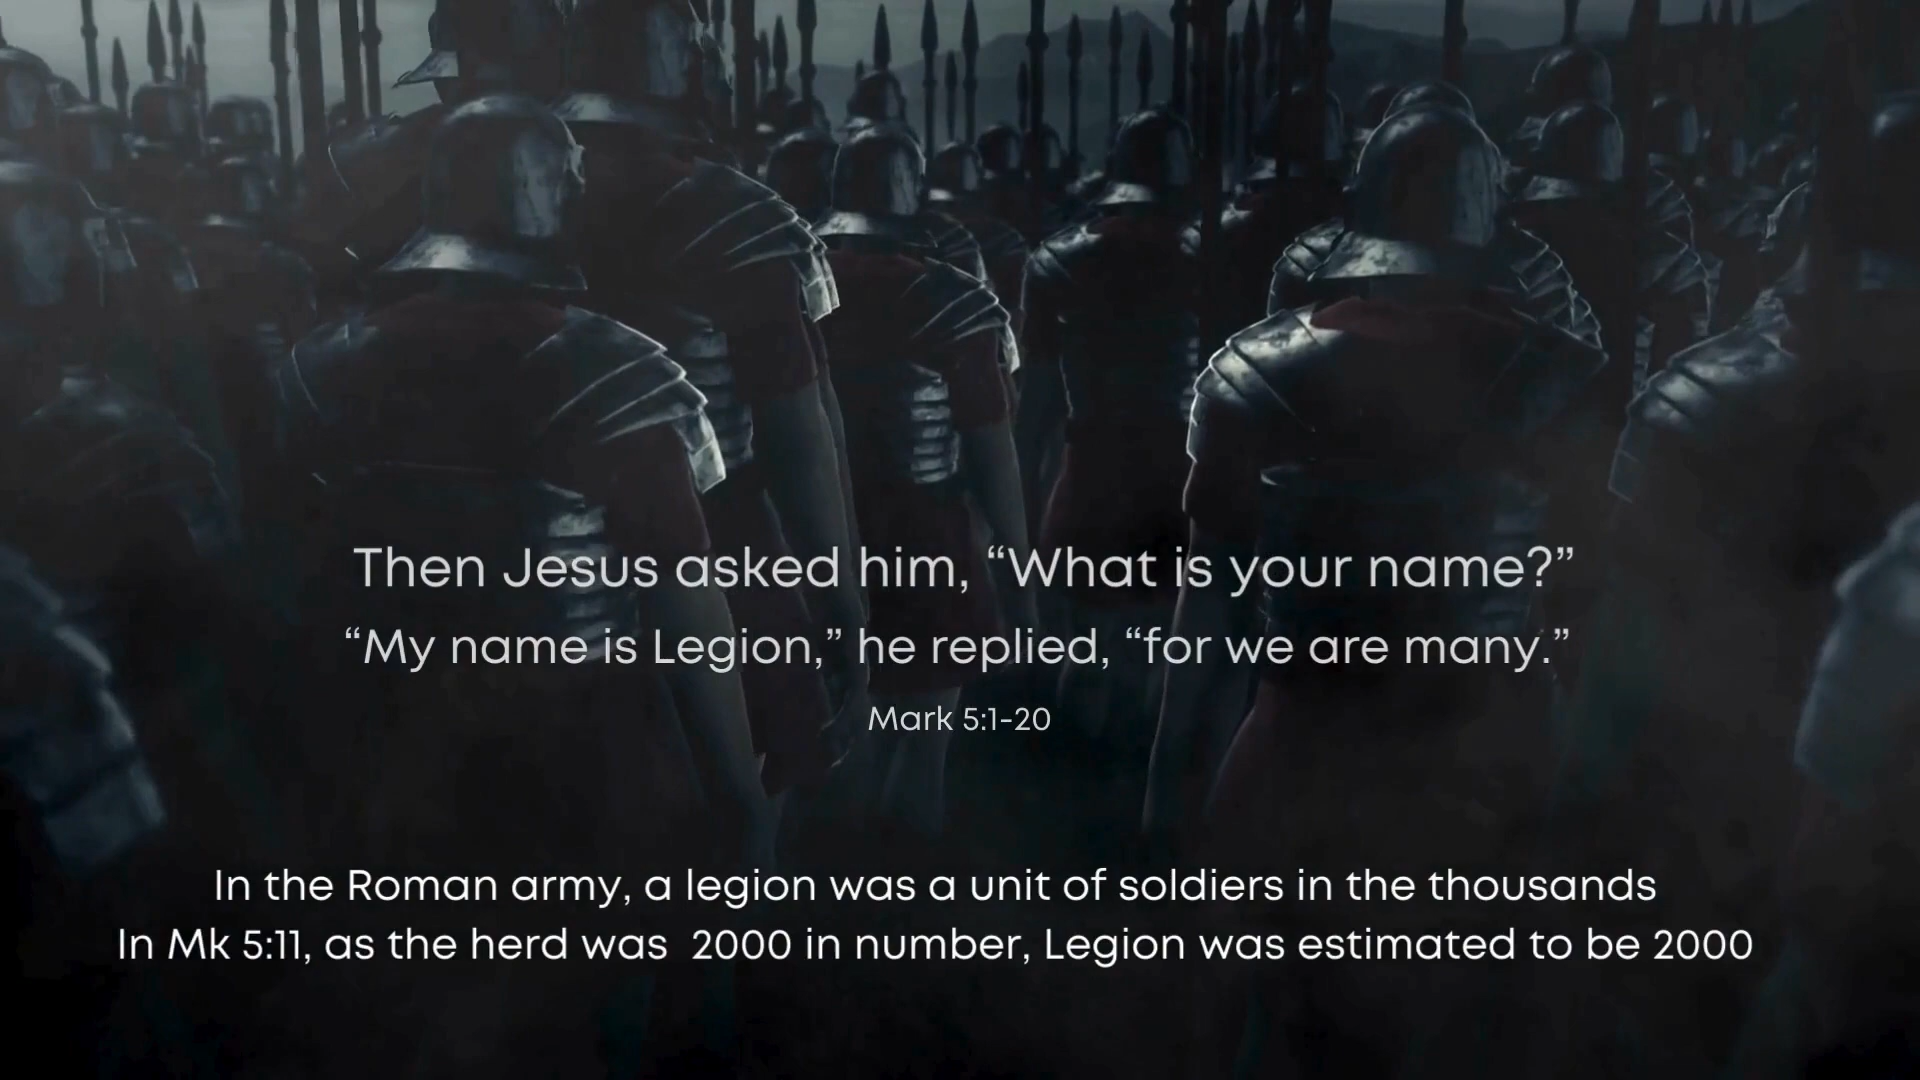 Then Jesus asked him, “What is your name?”
“My name is Legion,” he replied, “for we are many.”
Mark 5:1-20
In the Roman army, a legion was a unit of soldiers in the thousands
In Mk 5:11, as the herd was  2000 in number, Legion was estimated to be 2000